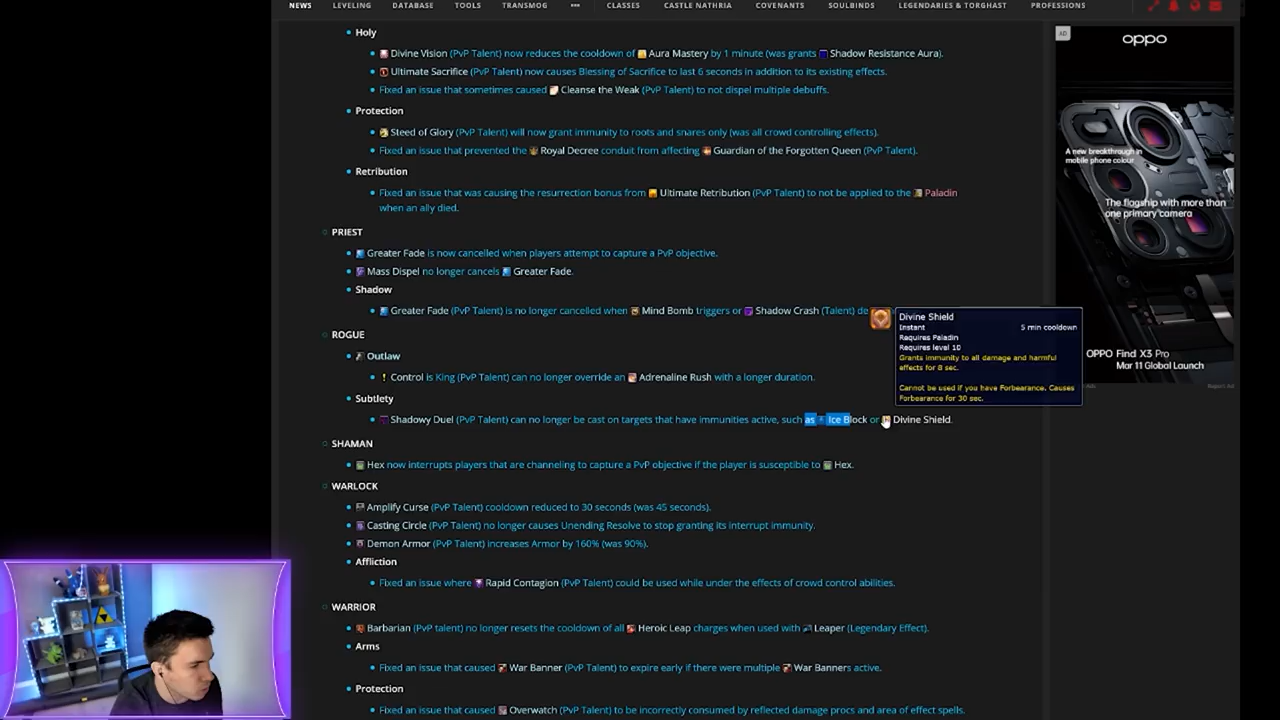 NEWS LEVELING DATABASE TOOLS TRANSMOG ••• CLASSES CASTLE NATHRIA COVENANTS SOULBINDS LEGENDARIES & TORGHAST PROFESSIONS
Holy
Divine Vision (PvP Talent) now reduces the cooldown of Aura Mastery by 1 minute (was grants Shadow Resistance Aura).
Ultimate Sacrifice (PvP Talent) now causes Blessing of Sacrifice to last 6 seconds in addition to its existing effects.
Fixed an issue that sometimes caused Cleanse the Weak (PvP Talent) to not dispel multiple debuffs.
Protection
Steed of Glory (PvP Talent) will now grant immunity to roots and snares only (was all crowd controlling effects).
Fixed an issue that prevented the Royal Decree conduit from affecting Guardian of the Forgotten Queen (PvP Talent).
Retribution
Fixed an issue that was causing the resurrection bonus from Ultimate Retribution (PvP Talent) to not be applied to the Paladin
when an ally died.
PRIEST
Greater Fade is now cancelled when players attempt to capture a PvP objective.
Mass Dispel no longer cancels Greater Fade.
Shadow
Greater Fade (PvP Talent) is no longer cancelled when Mind Bomb triggers or Shadow Crash (Talent) de
ROGUE
Outlaw
Control is King (PvP Talent) can no longer override an Adrenaline Rush with a longer duration.
Subtlety
Shadowy Duel (PvP Talent) can no longer be cast on targets that have immunities active, such as Ice Block or Divine Shield.
SHAMAN
Hex now interrupts players that are channeling to capture a PvP objective if the player is susceptible to Hex.
WARLOCK
Amplify Curse (PvP Talent) cooldown reduced to 30 seconds (was 45 seconds).
Casting Circle (PvP Talent) no longer causes Unending Resolve to stop granting its interrupt immunity.
Demon Armor (PvP Talent) increases Armor by 160% (was 90%).
Affliction
Fixed an issue where Rapid Contagion (PvP Talent) could be used while under the effects of crowd control abilities.
WARRIOR
Barbarian (PvP talent) no longer resets the cooldown of all Heroic Leap charges when used with Leaper (Legendary Effect).
Arms
Fixed an issue that caused War Banner (PvP Talent) to expire early if there were multiple War Banners active.
Protection
Fixed an issue that caused Overwatch (PvP Talent) to be incorrectly consumed by reflected damage procs and area of effect spells.
Divine Shield
Instant 5 min cooldown
Requires Paladin
Requires level 10
Grants immunity to all damage and harmful
effects for 8 sec.
Cannot be used if you have Forbearance. Causes
Forbearance for 30 sec.
AD
oppo
A new breakthrough in
mobile phone colour
The flagship with more than
one primary camera
OPPO Find X3 Pro
Mar 11 Global Launch
Report Ad